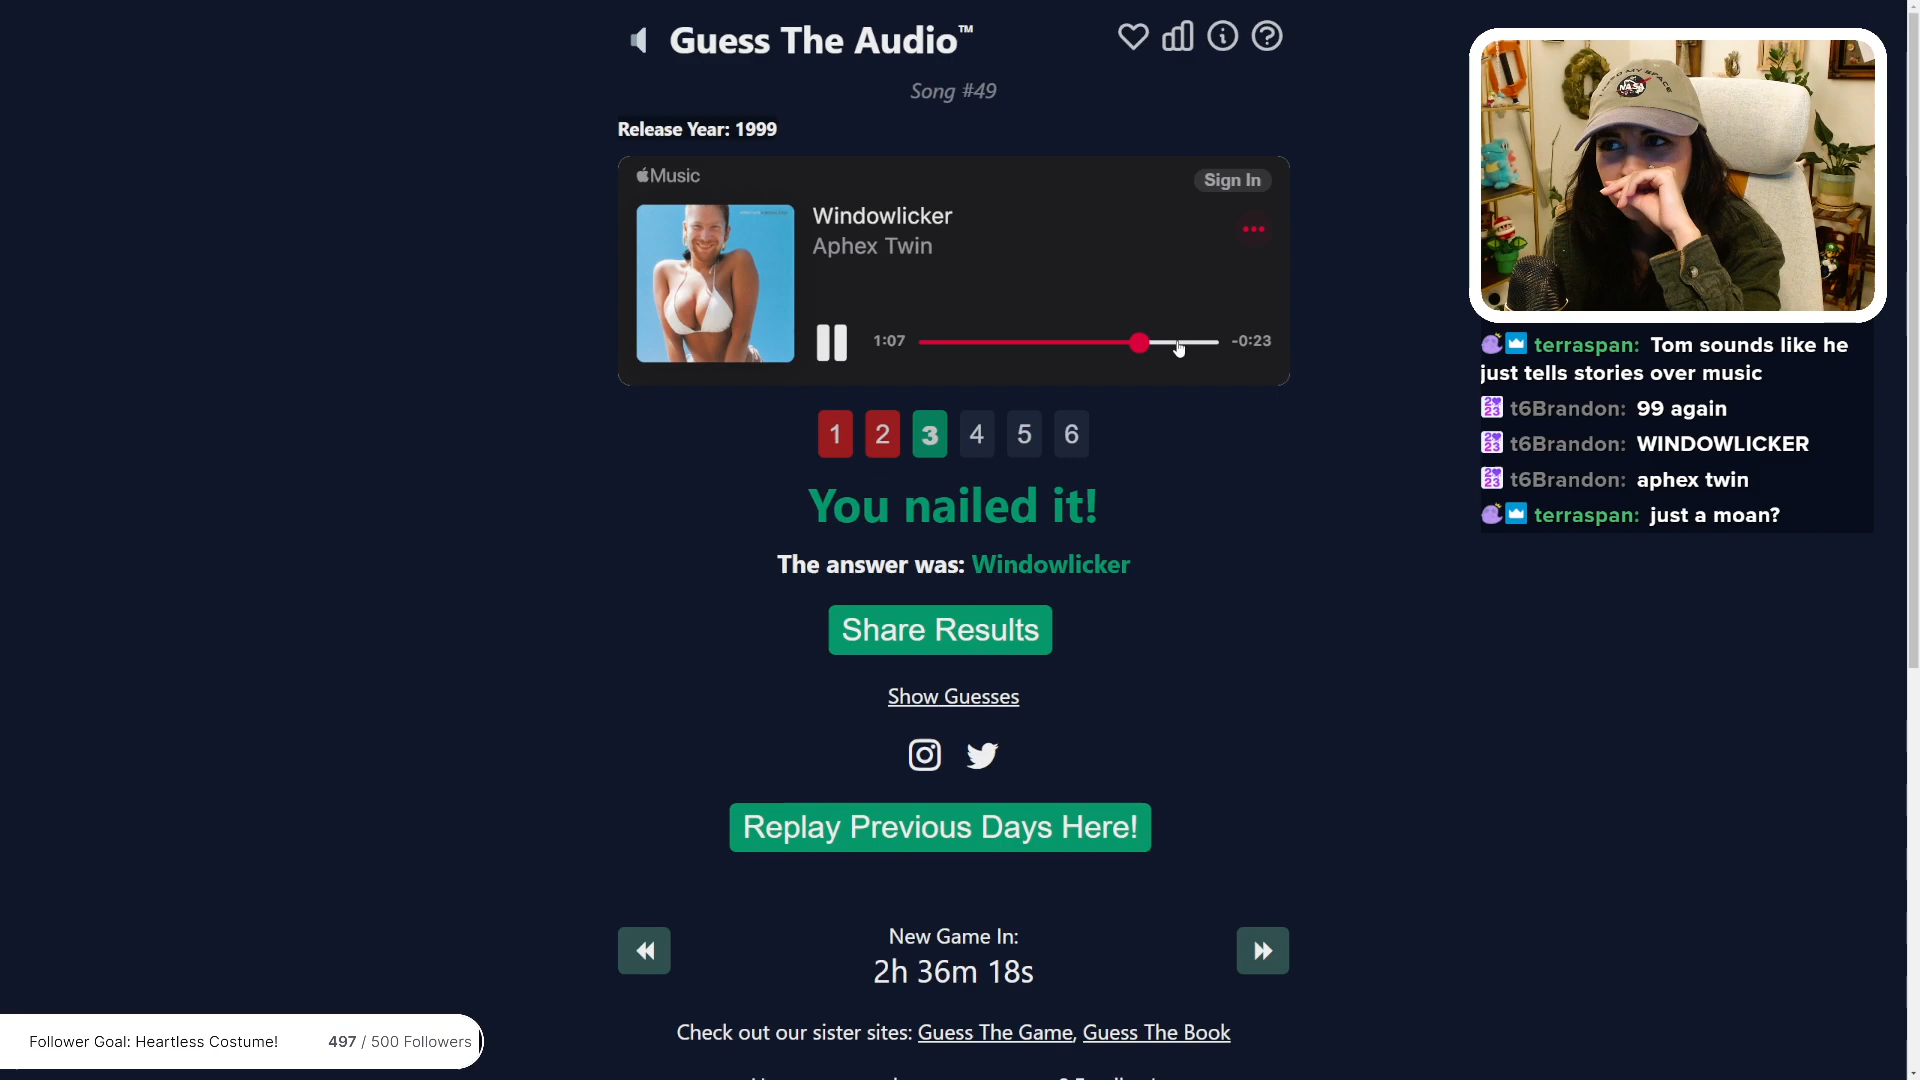 Guess The Audio™
Song #49
Release Year: 1999
Music
Sign In
Windowlicker
Aphex Twin
1:07
-0:23
1 2 3 4 5 6
You nailed it!
The answer was: Windowlicker
Share Results
Show Guesses
Replay Previous Days Here!
New Game In:
2h 36m 18s
Check out our sister sites: Guess The Game, Guess The Book
NASA
terraspan: Tom sounds like he
just tells stories over music
t6Brandon: 99 again
t6Brandon: WINDOWLICKER
t6Brandon: aphex twin
terraspan: just a moan?
Follower Goal: Heartless Costume! 497 / 500 Followers